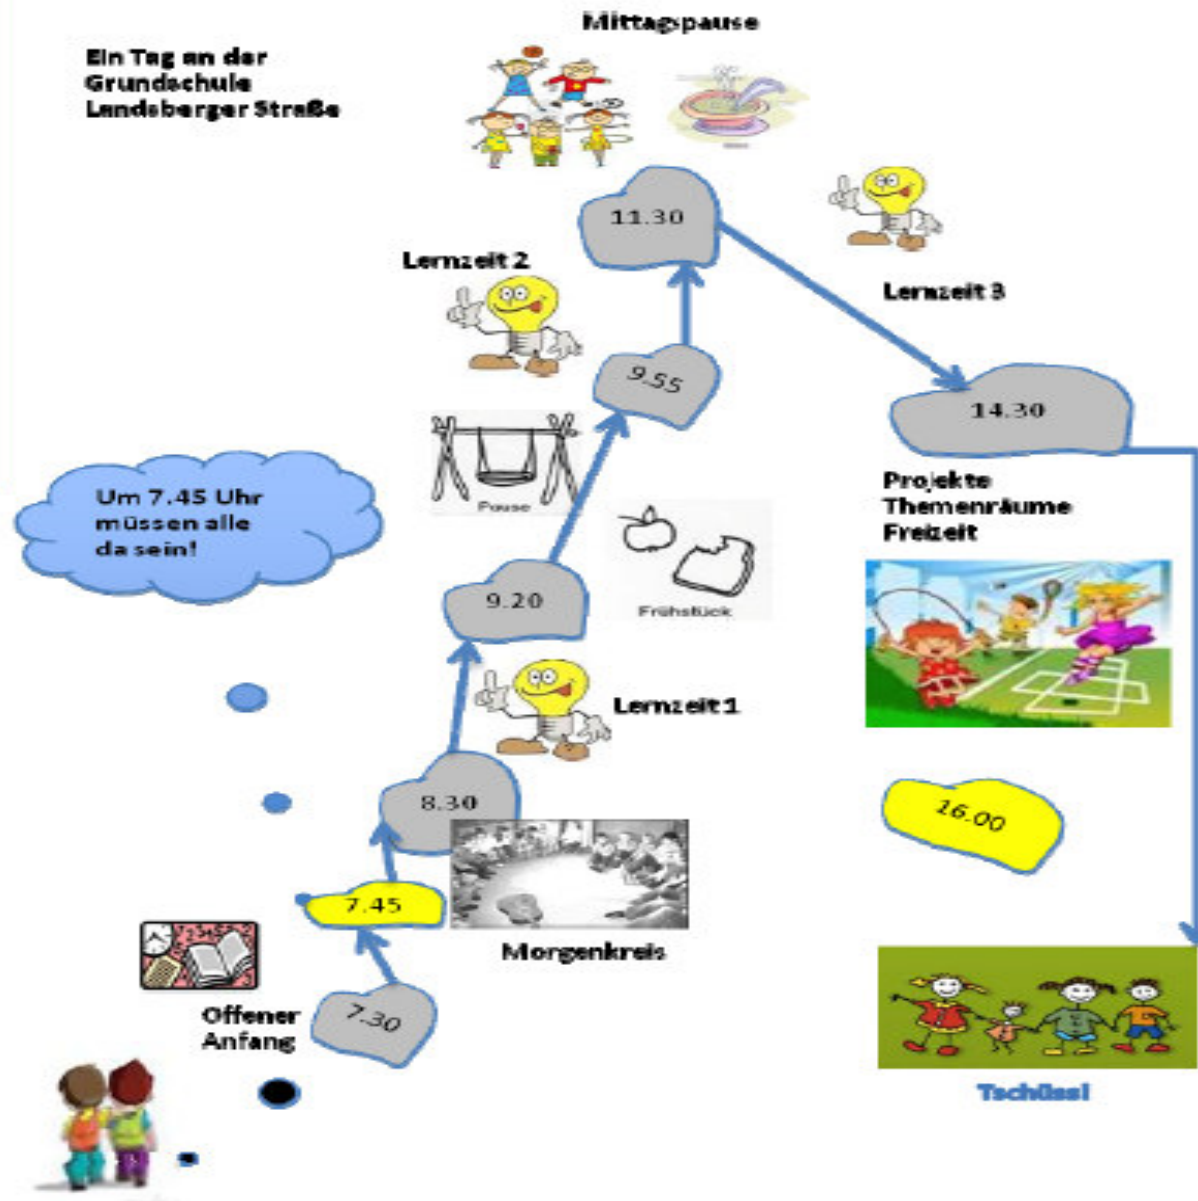 Mittagspause
Ein Tag an der
Grundschule
Landsberger Straße
11.30
Lernzeit 2
Lernzeit 3
9.55
14.30
Pause
Projekte
Themenräume
Freizeit
Um 7.45 Uhr
müssen alle
da sein!
9.20
Frühstück
Lernzeit 1
8.30
16.00
7.45
Morgenkreis
Offener
Anfang
7.30
Tschüss!